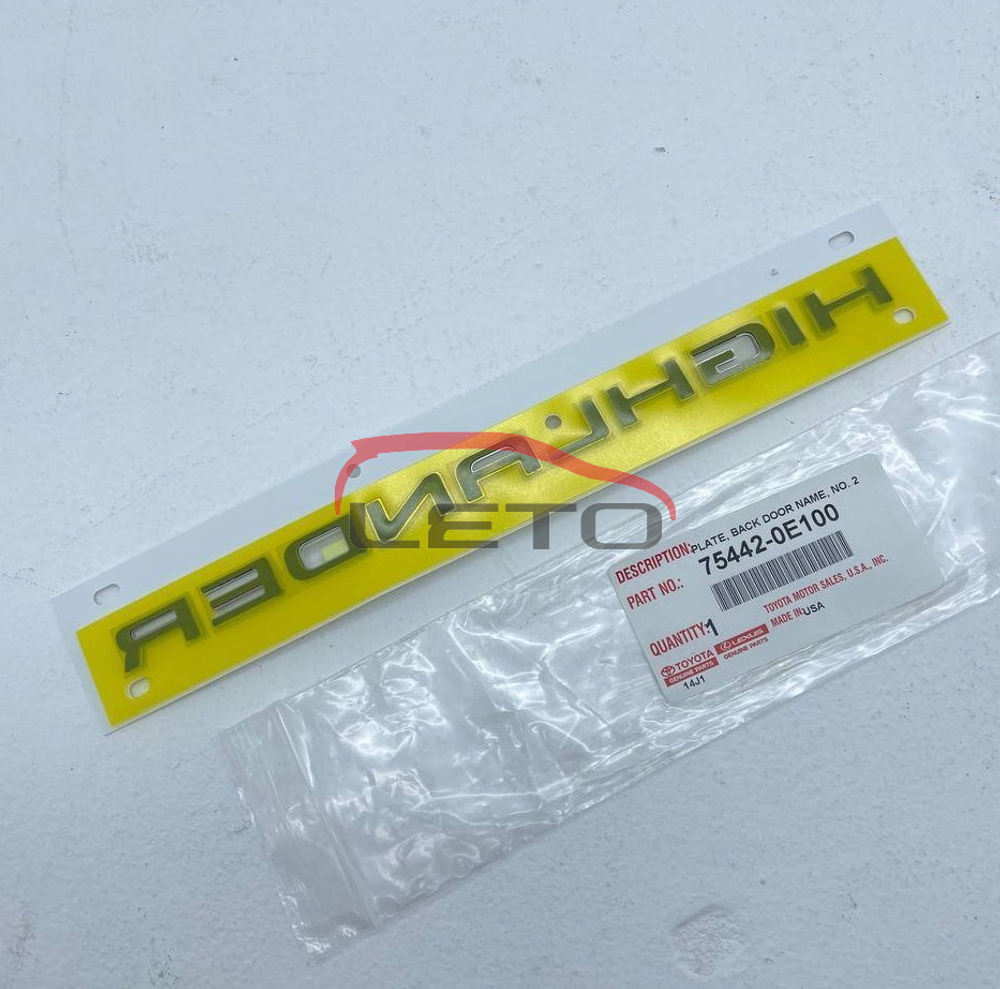 HIGHLANDER
LETO
DESCRIPTION: PLATE, BACK DOOR NAME, NO. 2
PART NO.: 75442-0E100
TOYOTA MOTOR SALES, U.S.A., INC.
QUANTITY: 1 MADE IN: USA
TOYOTA LEXUS
GENUINE PARTS GENUINE PARTS
14J1